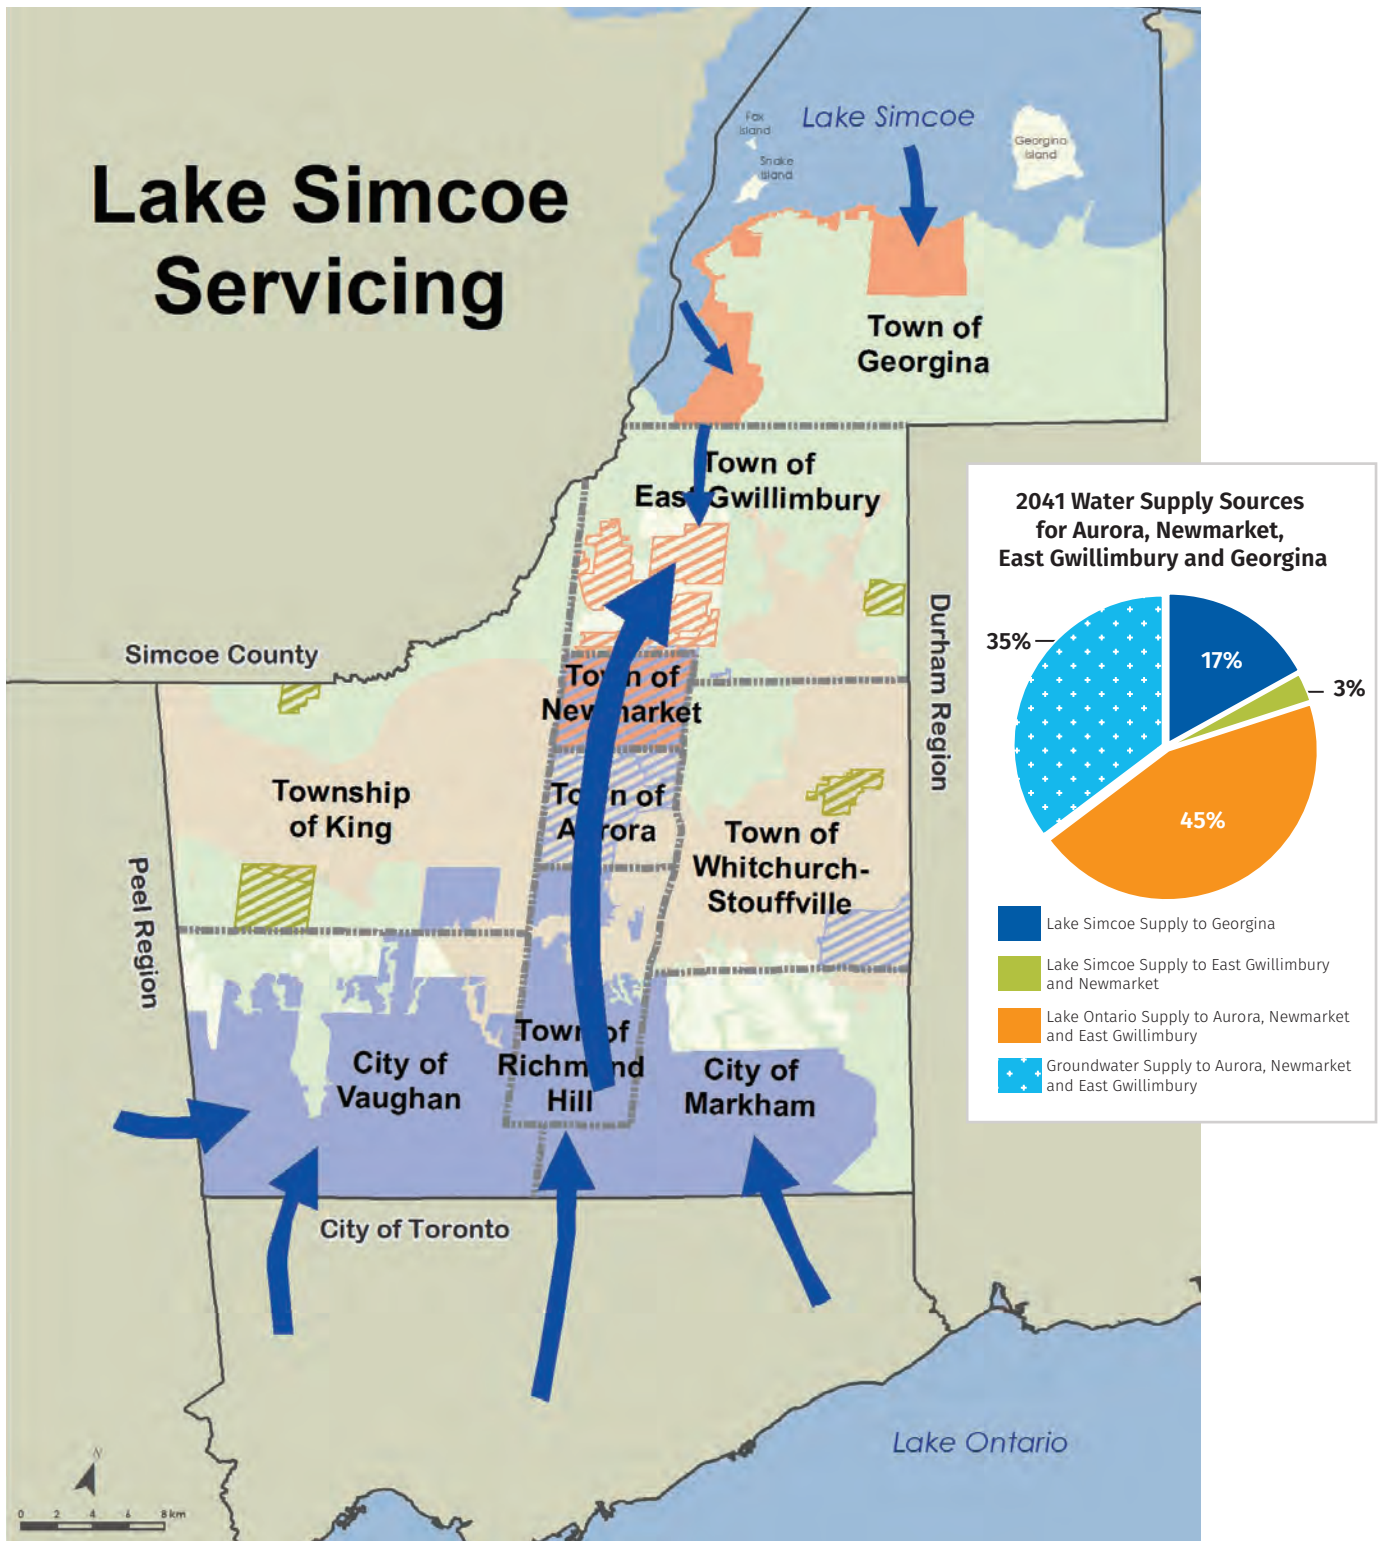 Lake Simcoe
Servicing
Lake Simcoe
Fox
Island
Snake
Island
Georgina
Island
Town of
Georgina
Town of
East Gwillimbury
Simcoe County
Durham Region
Town of
Newmarket
Township
of King
Town of
Aurora
Town of
Whitchurch-
Stouffville
Peel Region
City of
Vaughan
Town of
Richmond
Hill
City of
Markham
City of Toronto
Lake Ontario
N
0 2 4 6 8 km
2041 Water Supply Sources
for Aurora, Newmarket,
East Gwillimbury and Georgina
35%
17%
3%
45%
Lake Simcoe Supply to Georgina
Lake Simcoe Supply to East Gwillimbury
and Newmarket
Lake Ontario Supply to Aurora, Newmarket
and East Gwillimbury
Groundwater Supply to Aurora, Newmarket
and East Gwillimbury